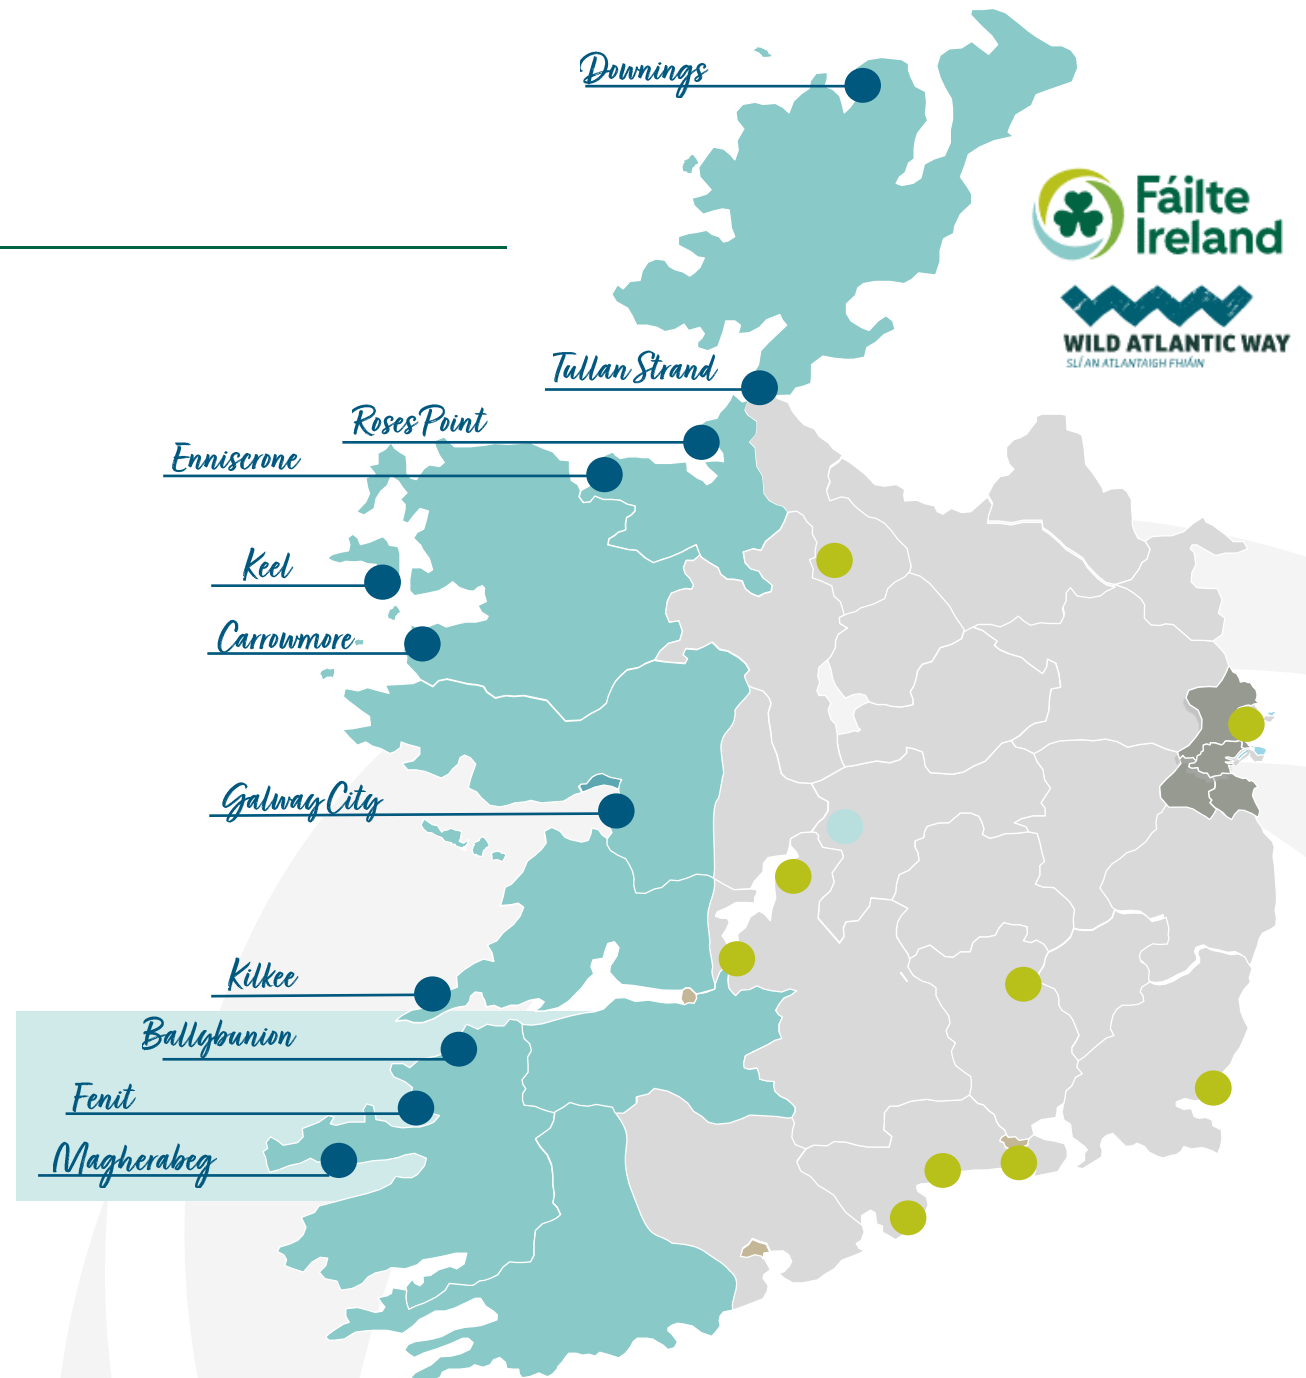 Downings
Fáilte
Ireland
WILD ATLANTIC WAY
SLÍ AN ATLANTAIGH FHIÁIN
Tullan Strand
Roses Point
Enniscrone
Keel
Carrowmore
Galway City
Kilkee
Ballybunion
Fenit
Magherabeg